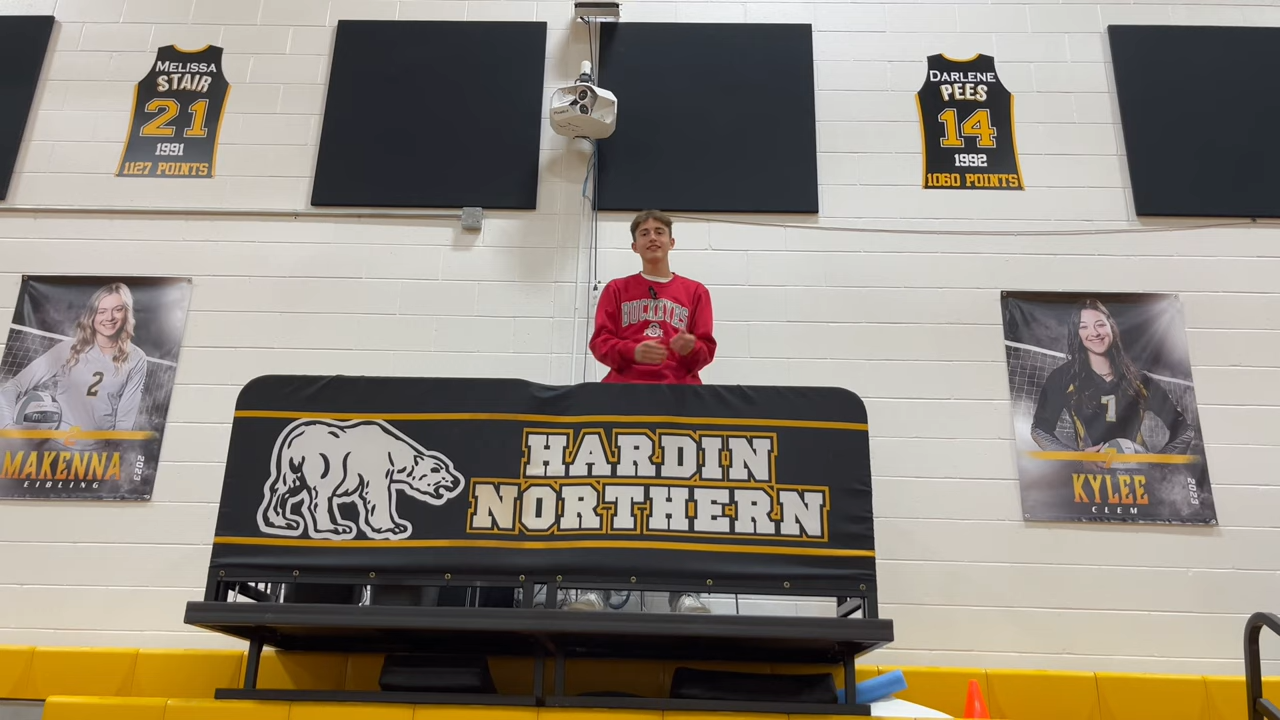 MELISSA
STAIR
21
1991
1127 POINTS
DARLENE
PEES
14
1992
1060 POINTS
BUCKEYES
2
MAKENNA
EIBLING
2023
1
KYLEE
CLEM
2023
HARDIN
NORTHERN